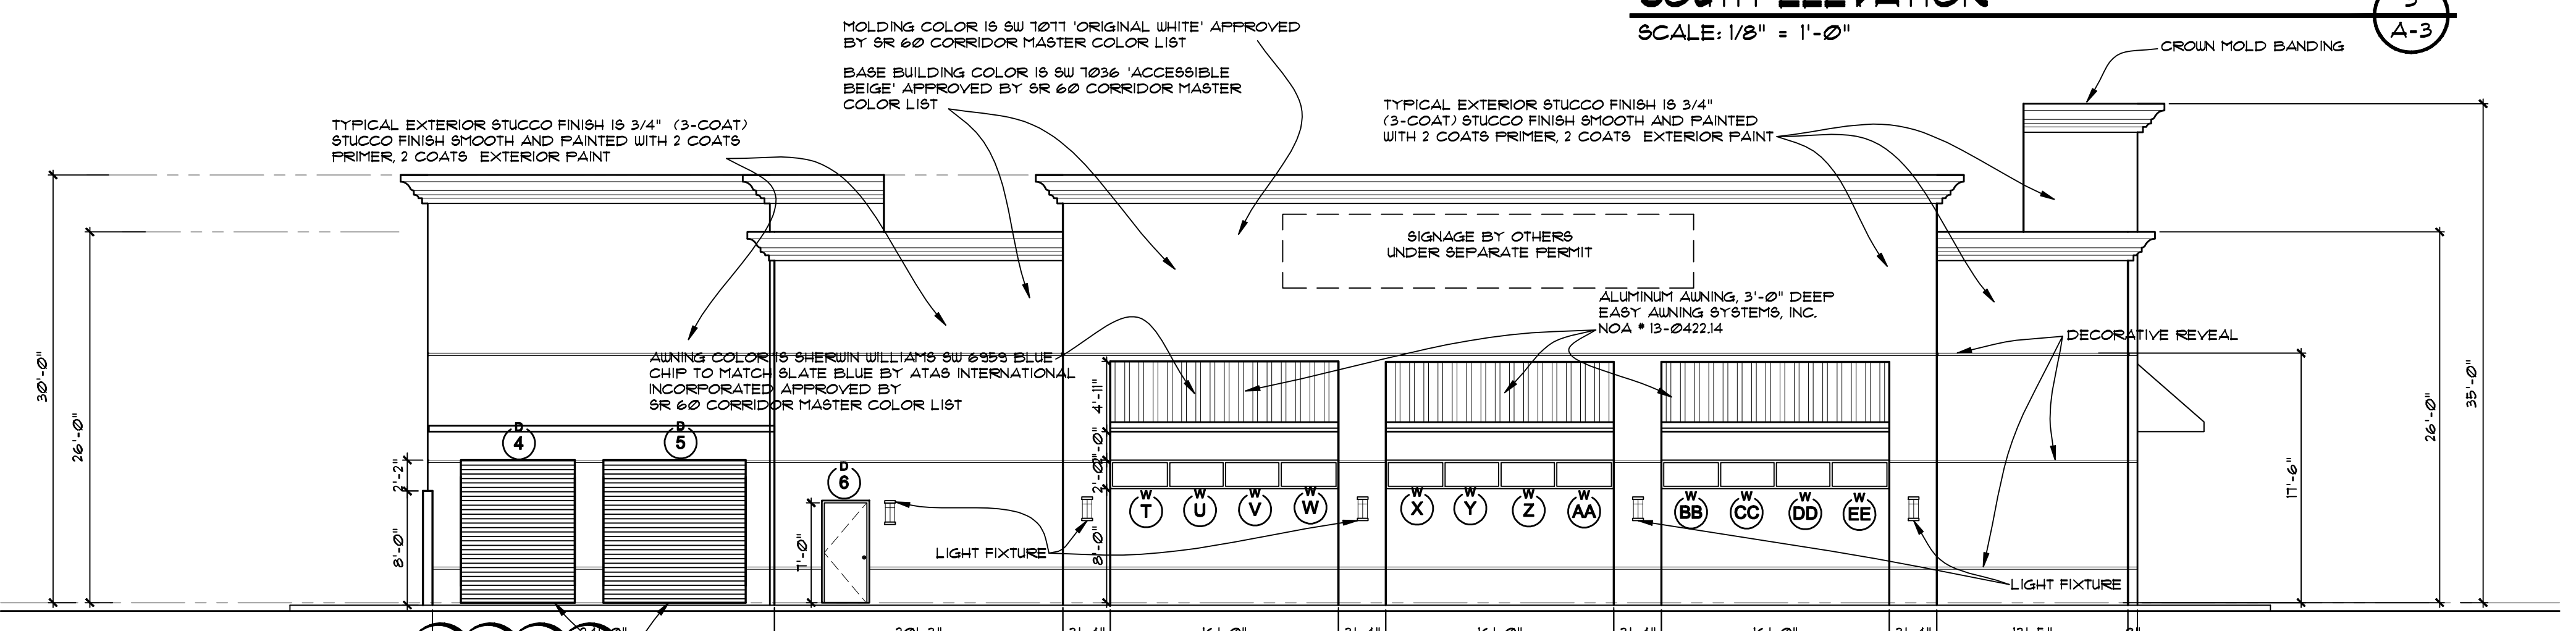 SOUTH ELEVATION
SCALE: 1/8" = 1'-0"
A-3
MOLDING COLOR IS SW 7077 'ORIGINAL WHITE' APPROVED
BY SR 60 CORRIDOR MASTER COLOR LIST
BASE BUILDING COLOR IS SW 7036 'ACCESSIBLE
BEIGE' APPROVED BY SR 60 CORRIDOR MASTER
COLOR LIST
CROWN MOLD BANDING
TYPICAL EXTERIOR STUCCO FINISH IS 3/4" (3-COAT)
STUCCO FINISH SMOOTH AND PAINTED WITH 2 COATS
PRIMER, 2 COATS EXTERIOR PAINT
TYPICAL EXTERIOR STUCCO FINISH IS 3/4"
(3-COAT) STUCCO FINISH SMOOTH AND PAINTED
WITH 2 COATS PRIMER, 2 COATS EXTERIOR PAINT
SIGNAGE BY OTHERS
UNDER SEPARATE PERMIT
ALUMINUM AWNING, 3'-0" DEEP
EASY AWNING SYSTEMS, INC.
NOA # 13-0422.14
DECORATIVE REVEAL
AWNING COLOR IS SHERWIN WILLIAMS SW 6959 BLUE
CHIP TO MATCH SLATE BLUE BY ATAS INTERNATIONAL
INCORPORATED APPROVED BY
SR 60 CORRIDOR MASTER COLOR LIST
30'-0"
26'-0"
2'-2"
8'-0"
7'-0"
4'-11"
2'-0"
2'-0"
8'-0"
17'-6"
26'-0"
35'-0"
D
4
D
5
D
6
W
T
W
U
W
V
W
W
W
X
W
Y
W
Z
W
AA
W
BB
W
CC
W
DD
W
EE
LIGHT FIXTURE
LIGHT FIXTURE